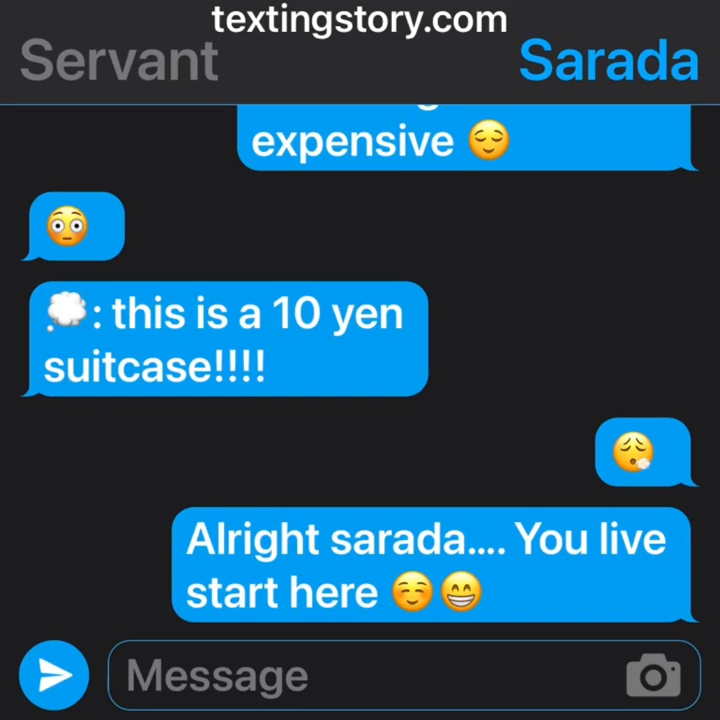 textingstory.com
Servant Sarada
expensive 😌
😳
💭: this is a 10 yen
suitcase!!!!
😮‍💨
Alright sarada.... You live
start here ☺️😁
Message